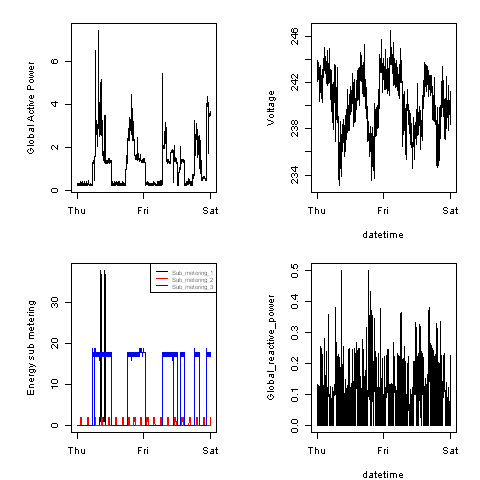 Global Active Power
0 2 4 6
Thu Fri Sat
Voltage
234 238 242 246
Thu Fri Sat
datetime
Energy sub metering
0 10 20 30
Sub_metering_1
Sub_metering_2
Sub_metering_3
Thu Fri Sat
Global_reactive_power
0.0 0.1 0.2 0.3 0.4 0.5
Thu Fri Sat
datetime